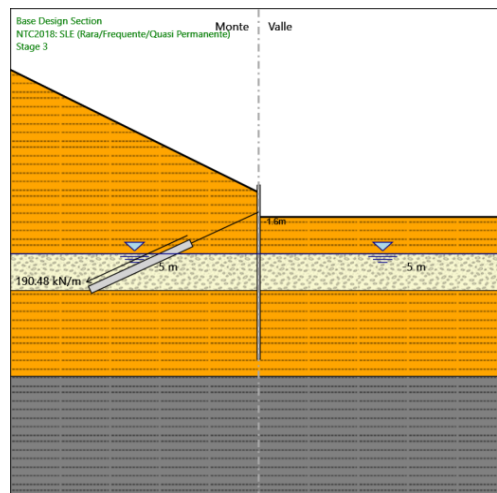 Base Design Section
NTC2018: SLE (Rara/Frequente/Quasi Permanente)
Stage 3
Monte
Valle
-1.6m
-5 m
-5 m
190.48 kN/m